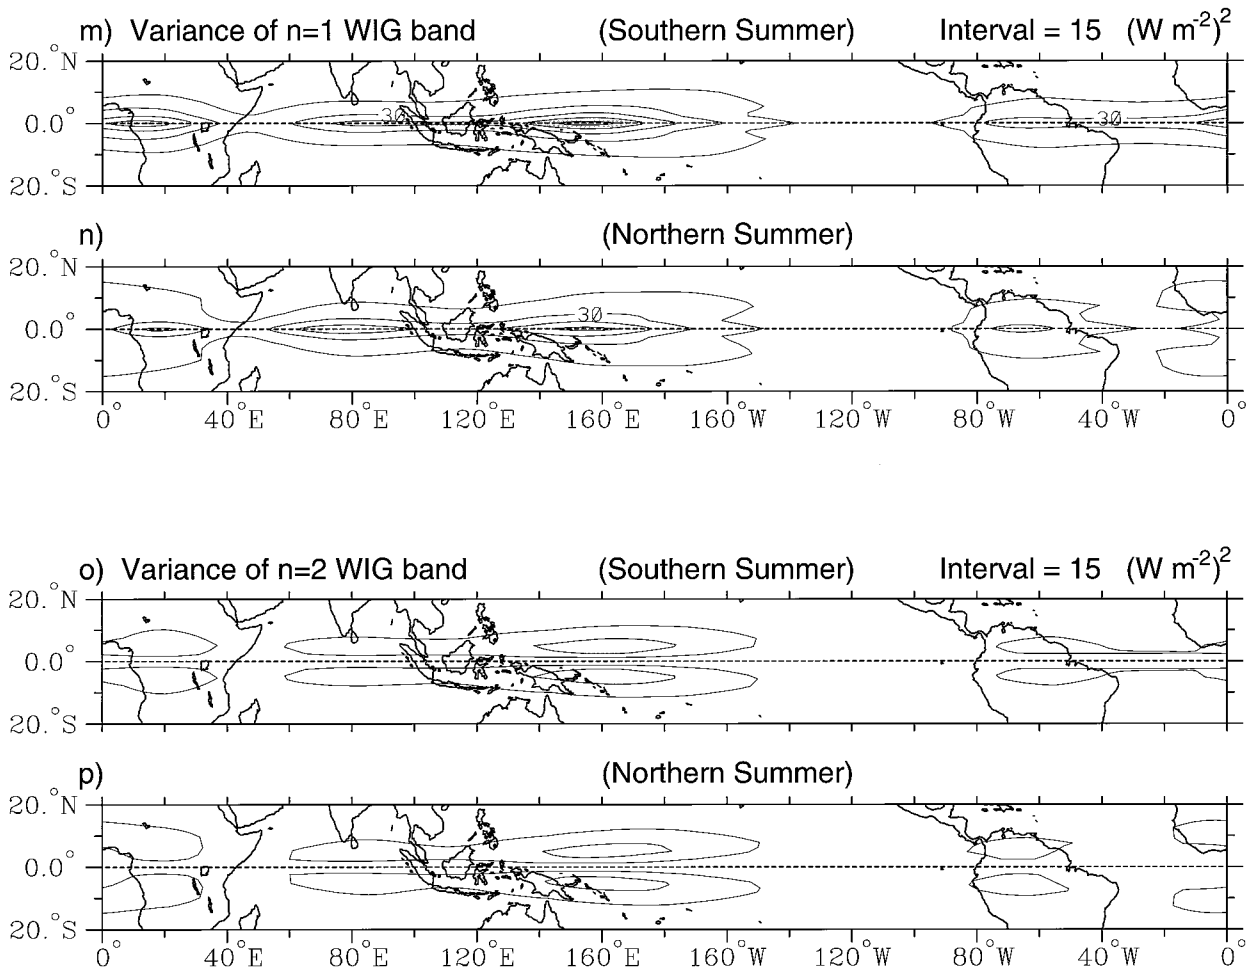 m) Variance of n=1 WIG band (Southern Summer) Interval = 15 (W m-2)2
20.°N
0.0°
20.°S
30
30
n) (Northern Summer)
20.°N
0.0°
20.°S
30
0° 40°E 80°E 120°E 160°E 160°W 120°W 80°W 40°W 0°
o) Variance of n=2 WIG band (Southern Summer) Interval = 15 (W m-2)2
20.°N
0.0°
20.°S
p) (Northern Summer)
20.°N
0.0°
20.°S
0° 40°E 80°E 120°E 160°E 160°W 120°W 80°W 40°W 0°